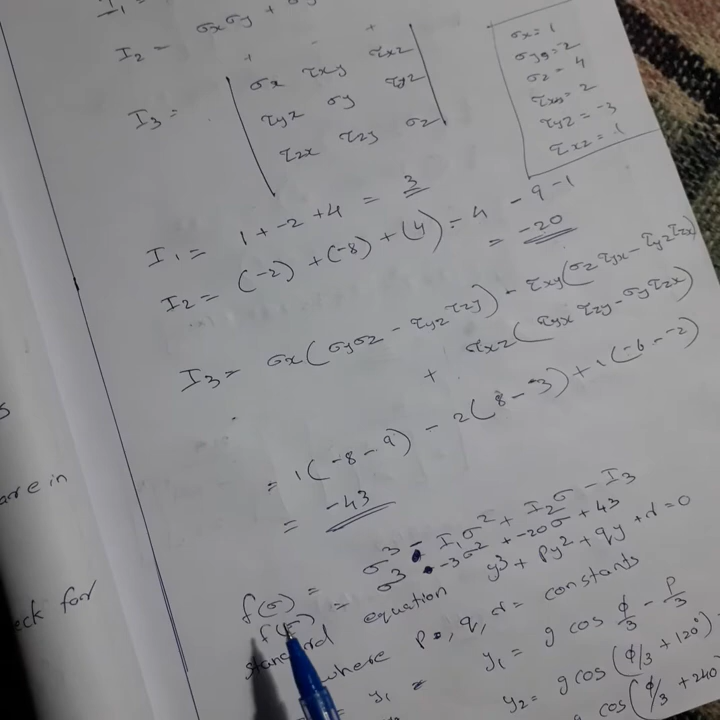 I₂ = σxσy +
I₃ = | σx τxy τxz |
| τyx σy τyz |
| τzx τzy σz |
σx = 1
σy = -2
σz = 4
τxy = 2
τyz = -3
τxz = 1
I₁ = 1 + -2 + 4 = 3
I₂ = (-2) + (-8) + (4) - 4 - 9 - 1
= -20
I₃ = σx(σyσz - τyzτzy) - τxy(σzτyx - τyzτzx)
+ τxz(τyxτzy - σyτzx)
= 1(-8 - 9) - 2(8 - -3) + 1(-6 - -2)
= -43
f(σ) = σ³ - I₁σ² + I₂σ - I₃
f(σ) = σ³ - 3σ² + -20σ + 43
standard equation y³ + py² + qy + r = 0
where p, q, r = constants
y₁ = g cos φ/3 - p/3
y₁
y₂ = g cos (φ/3 + 120°)
cos (φ/3 + 240°
are in
eck for